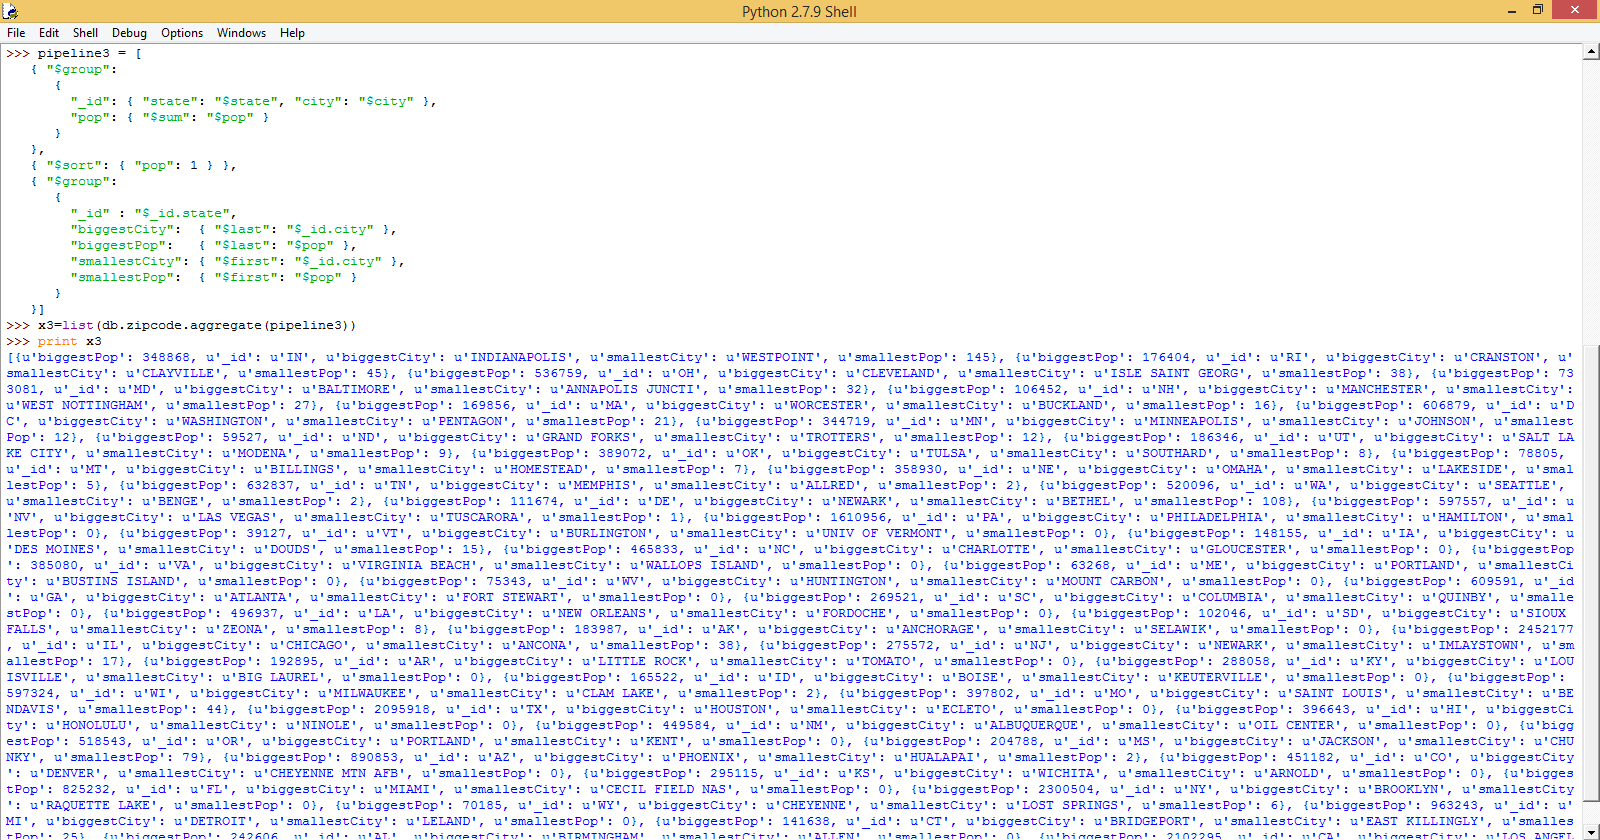 Python 2.7.9 Shell
File Edit Shell Debug Options Windows Help
>>> pipeline3 = [
{ "$group":
{
"_id": { "state": "$state", "city": "$city" },
"pop": { "$sum": "$pop" }
}
},
{ "$sort": { "pop": 1 } },
{ "$group":
{
"_id" : "$_id.state",
"biggestCity":  { "$last": "$_id.city" },
"biggestPop":   { "$last": "$pop" },
"smallestCity": { "$first": "$_id.city" },
"smallestPop":  { "$first": "$pop" }
}
}]
>>> x3=list(db.zipcode.aggregate(pipeline3))
>>> print x3
[{u'biggestPop': 348868, u'_id': u'IN', u'biggestCity': u'INDIANAPOLIS', u'smallestCity': u'WESTPOINT', u'smallestPop': 145}, {u'biggestPop': 176404, u'_id': u'RI', u'biggestCity': u'CRANSTON', u's
mallestCity': u'CLAYVILLE', u'smallestPop': 45}, {u'biggestPop': 536759, u'_id': u'OH', u'biggestCity': u'CLEVELAND', u'smallestCity': u'ISLE SAINT GEORG', u'smallestPop': 38}, {u'biggestPop': 73
3081, u'_id': u'MD', u'biggestCity': u'BALTIMORE', u'smallestCity': u'ANNAPOLIS JUNCTI', u'smallestPop': 32}, {u'biggestPop': 106452, u'_id': u'NH', u'biggestCity': u'MANCHESTER', u'smallestCity':
u'WEST NOTTINGHAM', u'smallestPop': 27}, {u'biggestPop': 169856, u'_id': u'MA', u'biggestCity': u'WORCESTER', u'smallestCity': u'BUCKLAND', u'smallestPop': 16}, {u'biggestPop': 606879, u'_id': u'D
C', u'biggestCity': u'WASHINGTON', u'smallestCity': u'PENTAGON', u'smallestPop': 21}, {u'biggestPop': 344719, u'_id': u'MN', u'biggestCity': u'MINNEAPOLIS', u'smallestCity': u'JOHNSON', u'smallest
Pop': 12}, {u'biggestPop': 59527, u'_id': u'ND', u'biggestCity': u'GRAND FORKS', u'smallestCity': u'TROTTERS', u'smallestPop': 12}, {u'biggestPop': 186346, u'_id': u'UT', u'biggestCity': u'SALT LA
KE CITY', u'smallestCity': u'MODENA', u'smallestPop': 9}, {u'biggestPop': 389072, u'_id': u'OK', u'biggestCity': u'TULSA', u'smallestCity': u'SOUTHARD', u'smallestPop': 8}, {u'biggestPop': 78805,
u'_id': u'MT', u'biggestCity': u'BILLINGS', u'smallestCity': u'HOMESTEAD', u'smallestPop': 7}, {u'biggestPop': 358930, u'_id': u'NE', u'biggestCity': u'OMAHA', u'smallestCity': u'LAKESIDE', u'smal
lestPop': 5}, {u'biggestPop': 632837, u'_id': u'TN', u'biggestCity': u'MEMPHIS', u'smallestCity': u'ALLRED', u'smallestPop': 2}, {u'biggestPop': 520096, u'_id': u'WA', u'biggestCity': u'SEATTLE',
u'smallestCity': u'BENGE', u'smallestPop': 2}, {u'biggestPop': 111674, u'_id': u'DE', u'biggestCity': u'NEWARK', u'smallestCity': u'BETHEL', u'smallestPop': 108}, {u'biggestPop': 597557, u'_id': u
'NV', u'biggestCity': u'LAS VEGAS', u'smallestCity': u'TUSCARORA', u'smallestPop': 1}, {u'biggestPop': 1610956, u'_id': u'PA', u'biggestCity': u'PHILADELPHIA', u'smallestCity': u'HAMILTON', u'smal
lestPop': 0}, {u'biggestPop': 39127, u'_id': u'VT', u'biggestCity': u'BURLINGTON', u'smallestCity': u'UNIV OF VERMONT', u'smallestPop': 0}, {u'biggestPop': 148155, u'_id': u'IA', u'biggestCity': u
'DES MOINES', u'smallestCity': u'DOUDS', u'smallestPop': 15}, {u'biggestPop': 465833, u'_id': u'NC', u'biggestCity': u'CHARLOTTE', u'smallestCity': u'GLOUCESTER', u'smallestPop': 0}, {u'biggestPop
': 385080, u'_id': u'VA', u'biggestCity': u'VIRGINIA BEACH', u'smallestCity': u'WALLOPS ISLAND', u'smallestPop': 0}, {u'biggestPop': 63268, u'_id': u'ME', u'biggestCity': u'PORTLAND', u'smallestCi
ty': u'BUSTINS ISLAND', u'smallestPop': 0}, {u'biggestPop': 75343, u'_id': u'WV', u'biggestCity': u'HUNTINGTON', u'smallestCity': u'MOUNT CARBON', u'smallestPop': 0}, {u'biggestPop': 609591, u'_id
': u'GA', u'biggestCity': u'ATLANTA', u'smallestCity': u'FORT STEWART', u'smallestPop': 0}, {u'biggestPop': 269521, u'_id': u'SC', u'biggestCity': u'COLUMBIA', u'smallestCity': u'QUINBY', u'smalle
stPop': 0}, {u'biggestPop': 496937, u'_id': u'LA', u'biggestCity': u'NEW ORLEANS', u'smallestCity': u'FORDOCHE', u'smallestPop': 0}, {u'biggestPop': 102046, u'_id': u'SD', u'biggestCity': u'SIOUX
FALLS', u'smallestCity': u'ZEONA', u'smallestPop': 8}, {u'biggestPop': 183987, u'_id': u'AK', u'biggestCity': u'ANCHORAGE', u'smallestCity': u'SELAWIK', u'smallestPop': 0}, {u'biggestPop': 2452177
, u'_id': u'IL', u'biggestCity': u'CHICAGO', u'smallestCity': u'ANCONA', u'smallestPop': 38}, {u'biggestPop': 275572, u'_id': u'NJ', u'biggestCity': u'NEWARK', u'smallestCity': u'IMLAYSTOWN', u'sm
allestPop': 17}, {u'biggestPop': 192895, u'_id': u'AR', u'biggestCity': u'LITTLE ROCK', u'smallestCity': u'TOMATO', u'smallestPop': 0}, {u'biggestPop': 288058, u'_id': u'KY', u'biggestCity': u'LOU
ISVILLE', u'smallestCity': u'BIG LAUREL', u'smallestPop': 0}, {u'biggestPop': 165522, u'_id': u'ID', u'biggestCity': u'BOISE', u'smallestCity': u'KEUTERVILLE', u'smallestPop': 0}, {u'biggestPop':
597324, u'_id': u'WI', u'biggestCity': u'MILWAUKEE', u'smallestCity': u'CLAM LAKE', u'smallestPop': 2}, {u'biggestPop': 397802, u'_id': u'MO', u'biggestCity': u'SAINT LOUIS', u'smallestCity': u'BE
NDAVIS', u'smallestPop': 44}, {u'biggestPop': 2095918, u'_id': u'TX', u'biggestCity': u'HOUSTON', u'smallestCity': u'ECLETO', u'smallestPop': 0}, {u'biggestPop': 396643, u'_id': u'HI', u'biggestCi
ty': u'HONOLULU', u'smallestCity': u'NINOLE', u'smallestPop': 0}, {u'biggestPop': 449584, u'_id': u'NM', u'biggestCity': u'ALBUQUERQUE', u'smallestCity': u'OIL CENTER', u'smallestPop': 0}, {u'bigg
estPop': 518543, u'_id': u'OR', u'biggestCity': u'PORTLAND', u'smallestCity': u'KENT', u'smallestPop': 0}, {u'biggestPop': 204788, u'_id': u'MS', u'biggestCity': u'JACKSON', u'smallestCity': u'CHU
NKY', u'smallestPop': 79}, {u'biggestPop': 890853, u'_id': u'AZ', u'biggestCity': u'PHOENIX', u'smallestCity': u'HUALAPAI', u'smallestPop': 2}, {u'biggestPop': 451182, u'_id': u'CO', u'biggestCity
': u'DENVER', u'smallestCity': u'CHEYENNE MTN AFB', u'smallestPop': 0}, {u'biggestPop': 295115, u'_id': u'KS', u'biggestCity': u'WICHITA', u'smallestCity': u'ARNOLD', u'smallestPop': 0}, {u'bigges
tPop': 825232, u'_id': u'FL', u'biggestCity': u'MIAMI', u'smallestCity': u'CECIL FIELD NAS', u'smallestPop': 0}, {u'biggestPop': 2300504, u'_id': u'NY', u'biggestCity': u'BROOKLYN', u'smallestCity
': u'RAQUETTE LAKE', u'smallestPop': 0}, {u'biggestPop': 70185, u'_id': u'WY', u'biggestCity': u'CHEYENNE', u'smallestCity': u'LOST SPRINGS', u'smallestPop': 6}, {u'biggestPop': 963243, u'_id': u'
MI', u'biggestCity': u'DETROIT', u'smallestCity': u'LELAND', u'smallestPop': 0}, {u'biggestPop': 141638, u'_id': u'CT', u'biggestCity': u'BRIDGEPORT', u'smallestCity': u'EAST KILLINGLY', u'smalles
tPop': 25}, {u'biggestPop': 242606, u'_id': u'AL', u'biggestCity': u'BIRMINGHAM', u'smallestCity': u'ALLEN', u'smallestPop': 0}, {u'biggestPop': 2102295, u'_id': u'CA', u'biggestCity': u'LOS ANGEL